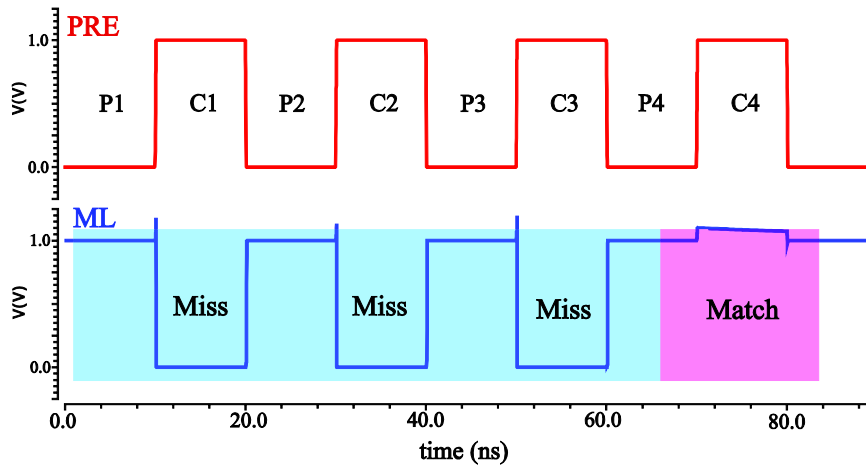 PRE
V(V)
1.0
P1 C1 P2 C2 P3 C3 P4 C4
0.0
ML
V(V)
1.0
Miss Miss Miss Match
0.0
0.0 20.0 40.0 60.0 80.0
time (ns)